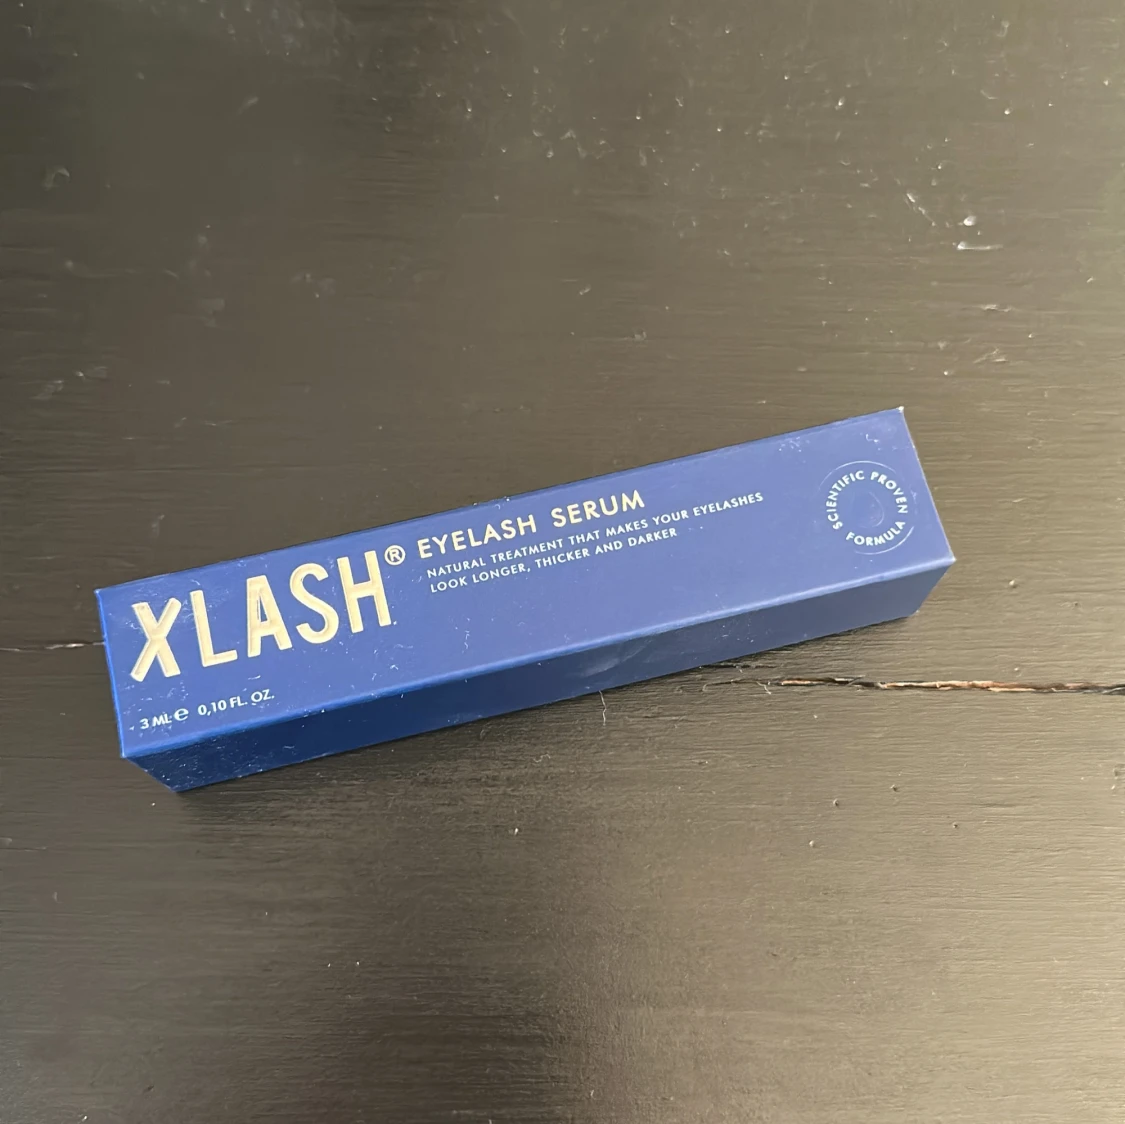 XLASH®
EYELASH SERUM
NATURAL TREATMENT THAT MAKES YOUR EYELASHES
LOOK LONGER, THICKER AND DARKER
3 ML ℮ 0,10 FL. OZ.
SCIENTIFIC PROVEN
FORMULA